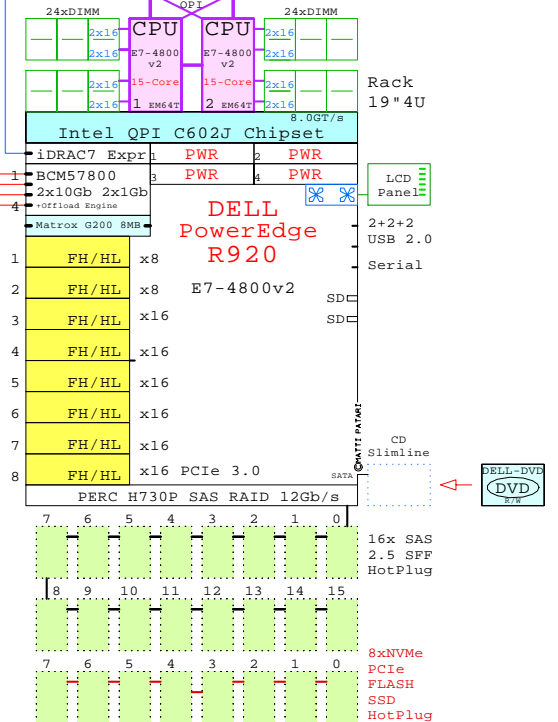 QPI
24xDIMM
24xDIMM
CPU
CPU
2x16
2x16
2x16
2x16
E7-4800
v2
E7-4800
v2
15-Core
15-Core
2x16
2x16
2x16
2x16
1 EM64T
2 EM64T
Rack
19"4U
8.0GT/s
Intel QPI C602J Chipset
iDRAC7 Expr
1 PWR
2 PWR
3 PWR
4 PWR
1
BCM57800
2x10Gb 2x1Gb
4
+Offload Engine
Matrox G200 8MB
LCD
Panel
DELL
PowerEdge
R920
2+2+2
USB 2.0
Serial
E7-4800v2
SD
SD
1 FH/HL x8
2 FH/HL x8
3 FH/HL x16
4 FH/HL x16
5 FH/HL x16
6 FH/HL x16
7 FH/HL x16
8 FH/HL x16 PCIe 3.0
©MATTI PATARI
CD
Slimline
SATA
DELL-DVD
DVD
R/W
PERC H730P SAS RAID 12Gb/s
7 6 5 4 3 2 1 0
16x SAS
2.5 SFF
HotPlug
8 9 10 11 12 13 14 15
7 6 5 4 3 2 1 0
8xNVMe
PCIe
FLASH
SSD
HotPlug